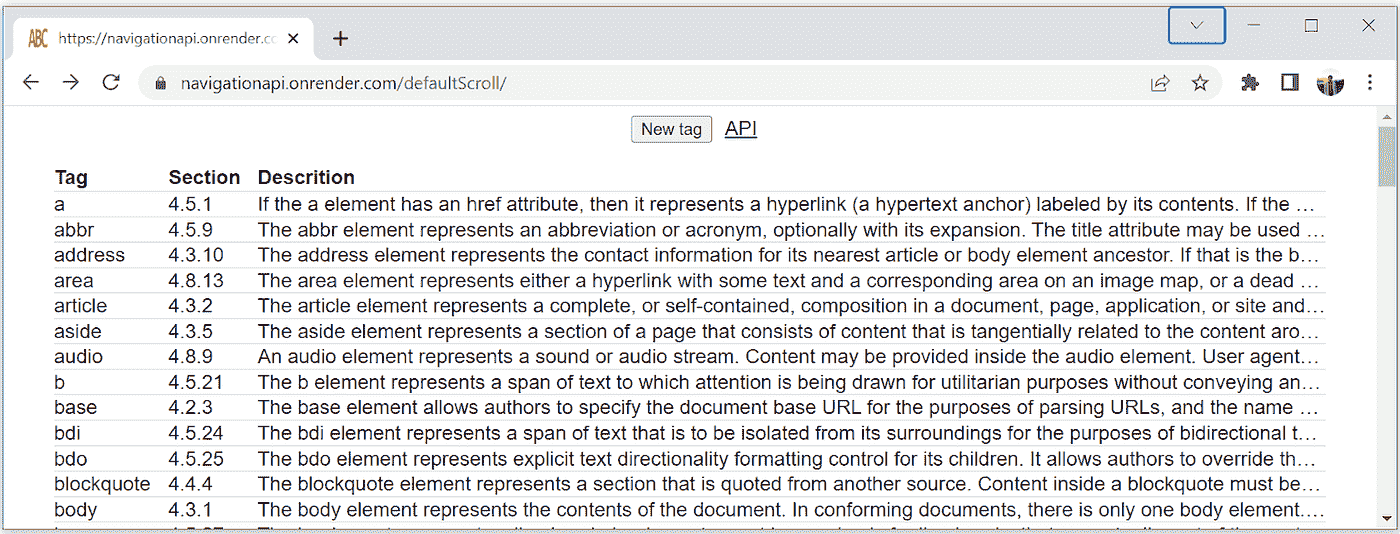 ABC https://navigationapi.onrender.cc
navigationapi.onrender.com/defaultScroll/
New tag API
Tag Section Descrition
a 4.5.1 If the a element has an href attribute, then it represents a hyperlink (a hypertext anchor) labeled by its contents. If the …
abbr 4.5.9 The abbr element represents an abbreviation or acronym, optionally with its expansion. The title attribute may be used …
address 4.3.10 The address element represents the contact information for its nearest article or body element ancestor. If that is the b…
area 4.8.13 The area element represents either a hyperlink with some text and a corresponding area on an image map, or a dead …
article 4.3.2 The article element represents a complete, or self-contained, composition in a document, page, application, or site and…
aside 4.3.5 The aside element represents a section of a page that consists of content that is tangentially related to the content aro…
audio 4.8.9 An audio element represents a sound or audio stream. Content may be provided inside the audio element. User agent…
b 4.5.21 The b element represents a span of text to which attention is being drawn for utilitarian purposes without conveying an…
base 4.2.3 The base element allows authors to specify the document base URL for the purposes of parsing URLs, and the name …
bdi 4.5.24 The bdi element represents a span of text that is to be isolated from its surroundings for the purposes of bidirectional t…
bdo 4.5.25 The bdo element represents explicit text directionality formatting control for its children. It allows authors to override th…
blockquote 4.4.4 The blockquote element represents a section that is quoted from another source. Content inside a blockquote must be…
body 4.3.1 The body element represents the contents of the document. In conforming documents, there is only one body element.…